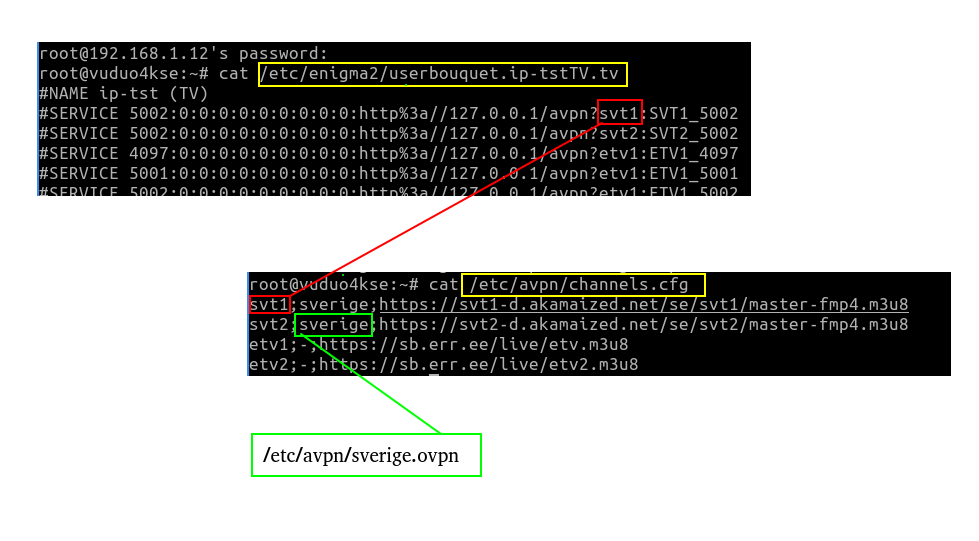 root@192.168.1.12's password:
root@vuduo4kse:~# cat /etc/enigma2/userbouquet.ip-tstTV.tv
#NAME ip-tst (TV)
#SERVICE 5002:0:0:0:0:0:0:0:0:0:http%3a//127.0.0.1/avpn?svt1:SVT1_5002
#SERVICE 5002:0:0:0:0:0:0:0:0:0:http%3a//127.0.0.1/avpn?svt2:SVT2_5002
#SERVICE 4097:0:0:0:0:0:0:0:0:0:http%3a//127.0.0.1/avpn?etv1:ETV1_4097
#SERVICE 5001:0:0:0:0:0:0:0:0:0:http%3a//127.0.0.1/avpn?etv1:ETV1_5001
#SERVICE 5002:0:0:0:0:0:0:0:0:0:http%3a//127.0.0.1/avpn?etv1:ETV1_5002
root@vuduo4kse:~# cat /etc/avpn/channels.cfg
svt1;sverige;https://svt1-d.akamaized.net/se/svt1/master-fmp4.m3u8
svt2;sverige;https://svt2-d.akamaized.net/se/svt2/master-fmp4.m3u8
etv1;-;https://sb.err.ee/live/etv.m3u8
etv2;-;https://sb.err.ee/live/etv2.m3u8
/etc/avpn/sverige.ovpn